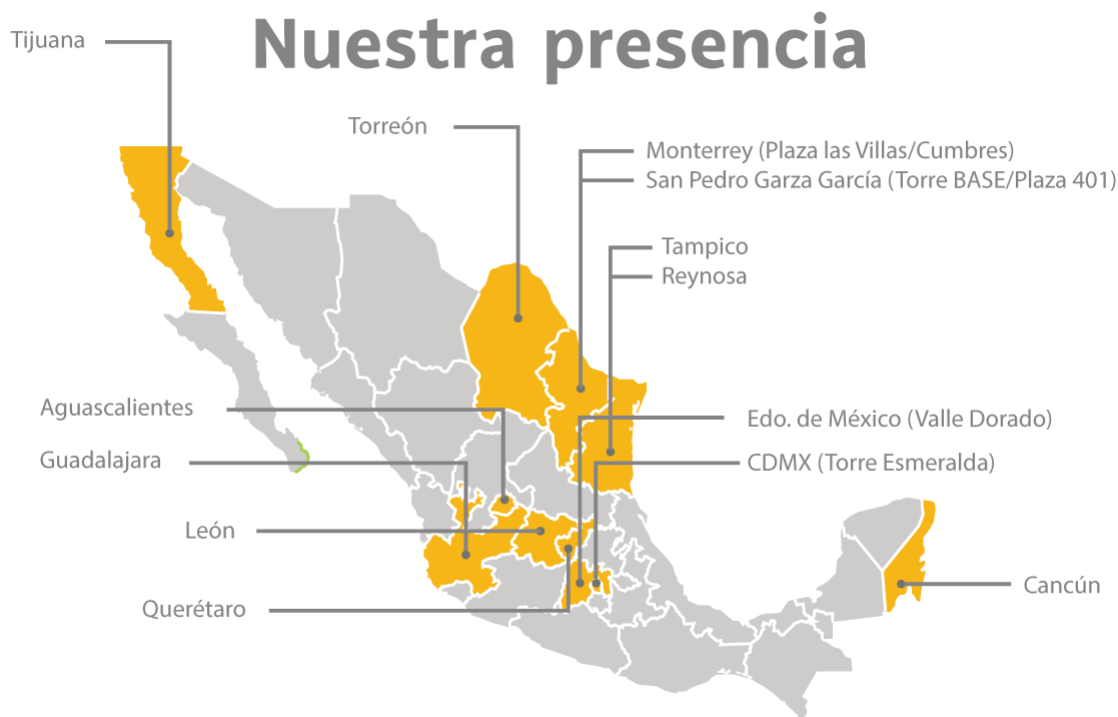 Nuestra presencia
Tijuana
Torreón
Monterrey (Plaza las Villas/Cumbres)
San Pedro Garza García (Torre BASE/Plaza 401)
Tampico
Reynosa
Aguascalientes
Edo. de México (Valle Dorado)
Guadalajara
CDMX (Torre Esmeralda)
León
Cancún
Querétaro